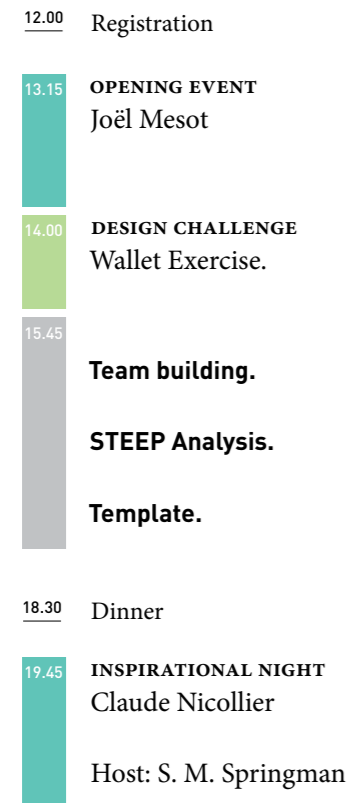 12.00 Registration
13.15 OPENING EVENT
Joël Mesot
14.00 DESIGN CHALLENGE
Wallet Exercise.
15.45
Team building.
STEEP Analysis.
Template.
18.30 Dinner
19.45 INSPIRATIONAL NIGHT
Claude Nicollier
Host: S. M. Springman